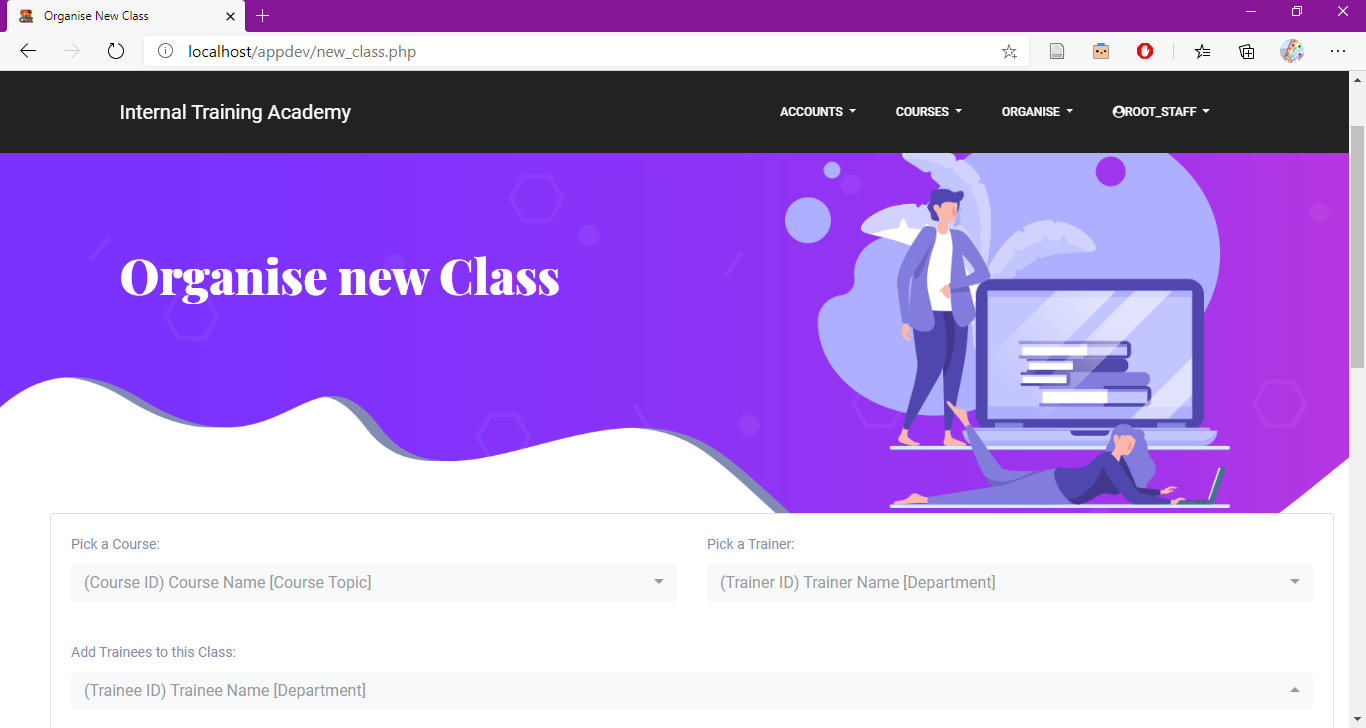 Organise New Class
localhost/appdev/new_class.php
Internal Training Academy
ACCOUNTS COURSES ORGANISE ROOT_STAFF
Organise new Class
Pick a Course: Pick a Trainer:
(Course ID) Course Name [Course Topic] (Trainer ID) Trainer Name [Department]
Add Trainees to this Class:
(Trainee ID) Trainee Name [Department]